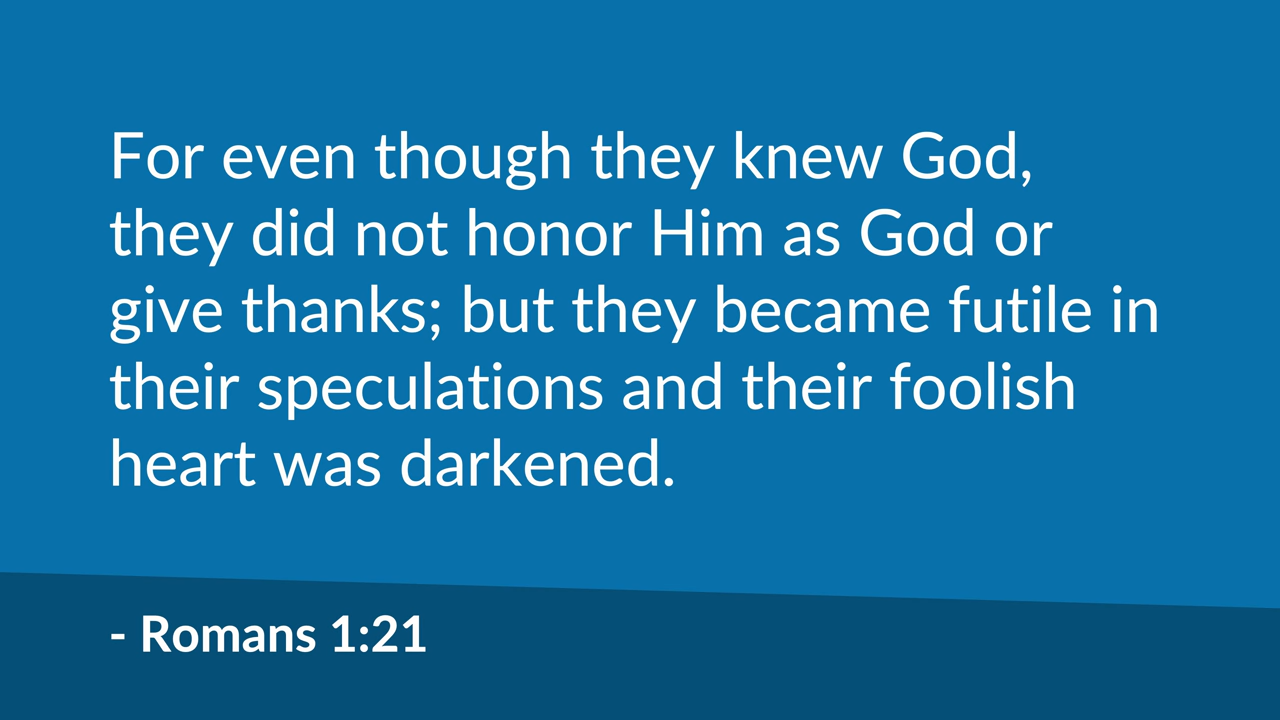 For even though they knew God,
they did not honor Him as God or
give thanks; but they became futile in
their speculations and their foolish
heart was darkened.
- Romans 1:21